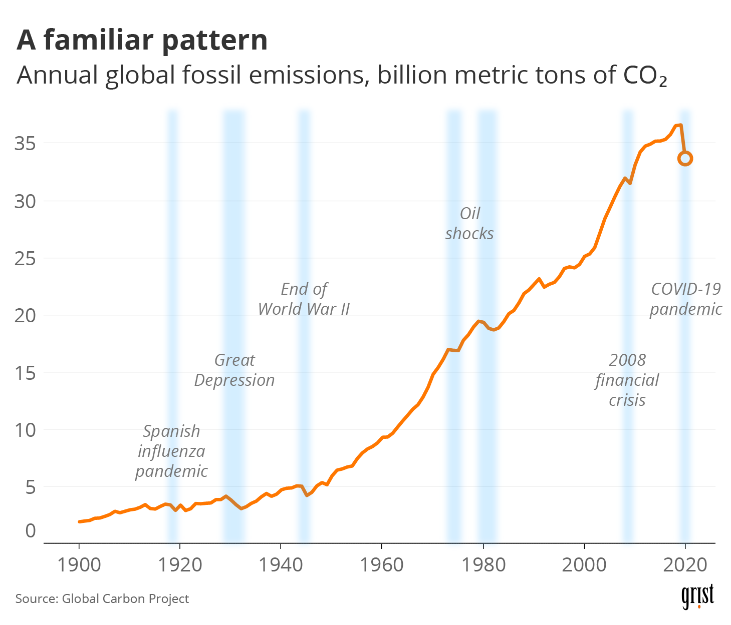 A familiar pattern
Annual global fossil emissions, billion metric tons of CO₂
35
30
25
20
15
10
5
0
Oil
shocks
End of
World War II
COVID-19
pandemic
Great
Depression
2008
financial
crisis
Spanish
influenza
pandemic
1900
1920
1940
1960
1980
2000
2020
Source: Global Carbon Project
grist